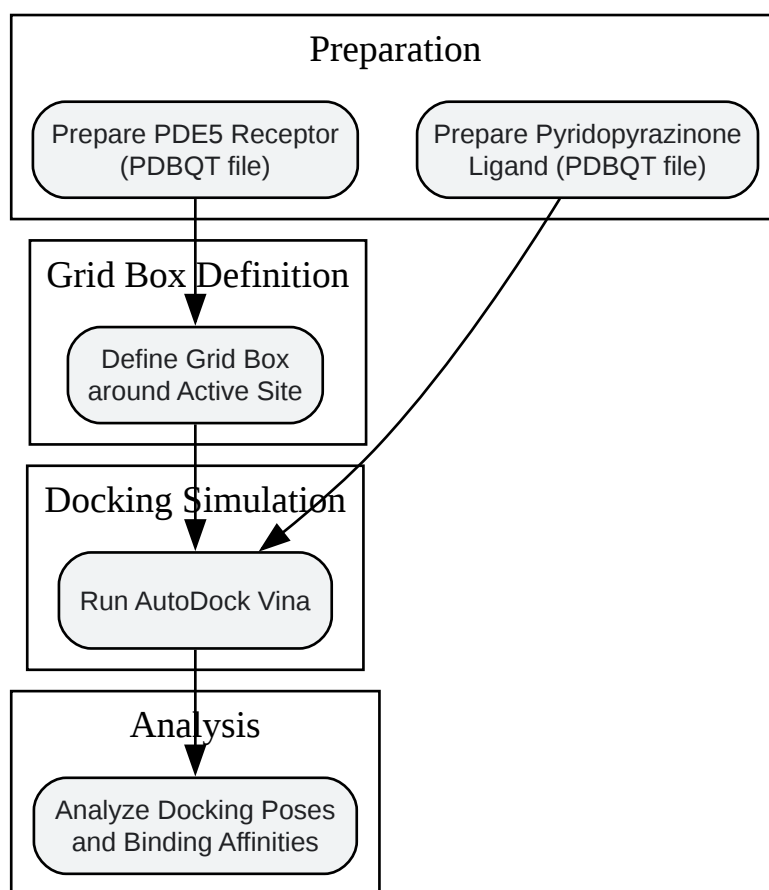 Preparation
Prepare PDE5 Receptor
(PDBQT file)
Prepare Pyridopyrazinone
Ligand (PDBQT file)
Grid Box Definition
Define Grid Box
around Active Site
Docking Simulation
Run AutoDock Vina
Analysis
Analyze Docking Poses
and Binding Affinities